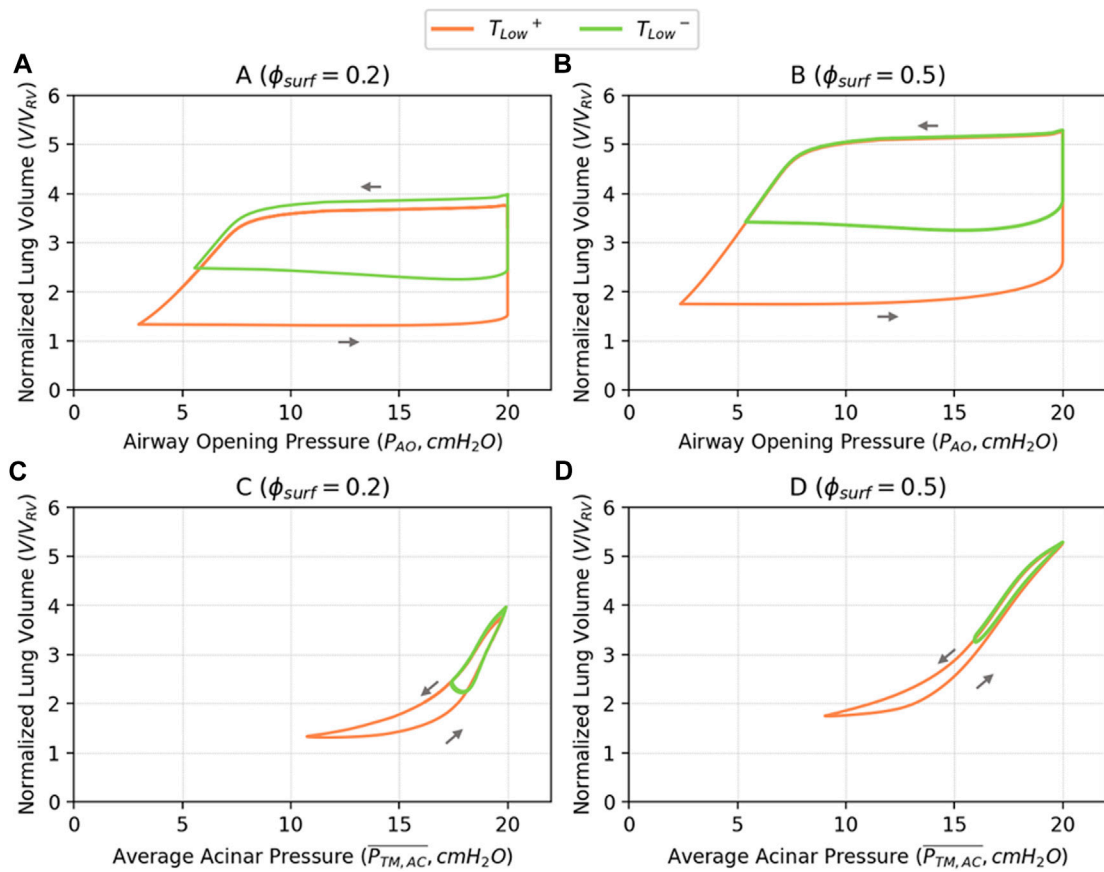 T_Low^+ T_Low^-
A B
A (ϕ_surf = 0.2) B (ϕ_surf = 0.5)
Normalized Lung Volume (V/V_RV)
6
5
4
3
2
1
0
0 5 10 15 20
Airway Opening Pressure (P_AO, cmH_2O)
Normalized Lung Volume (V/V_RV)
6
5
4
3
2
1
0
0 5 10 15 20
Airway Opening Pressure (P_AO, cmH_2O)
C D
C (ϕ_surf = 0.2) D (ϕ_surf = 0.5)
Normalized Lung Volume (V/V_RV)
6
5
4
3
2
1
0
0 5 10 15 20
Average Acinar Pressure (P_TM,AC, cmH_2O)
Normalized Lung Volume (V/V_RV)
6
5
4
3
2
1
0
0 5 10 15 20
Average Acinar Pressure (P_TM,AC, cmH_2O)